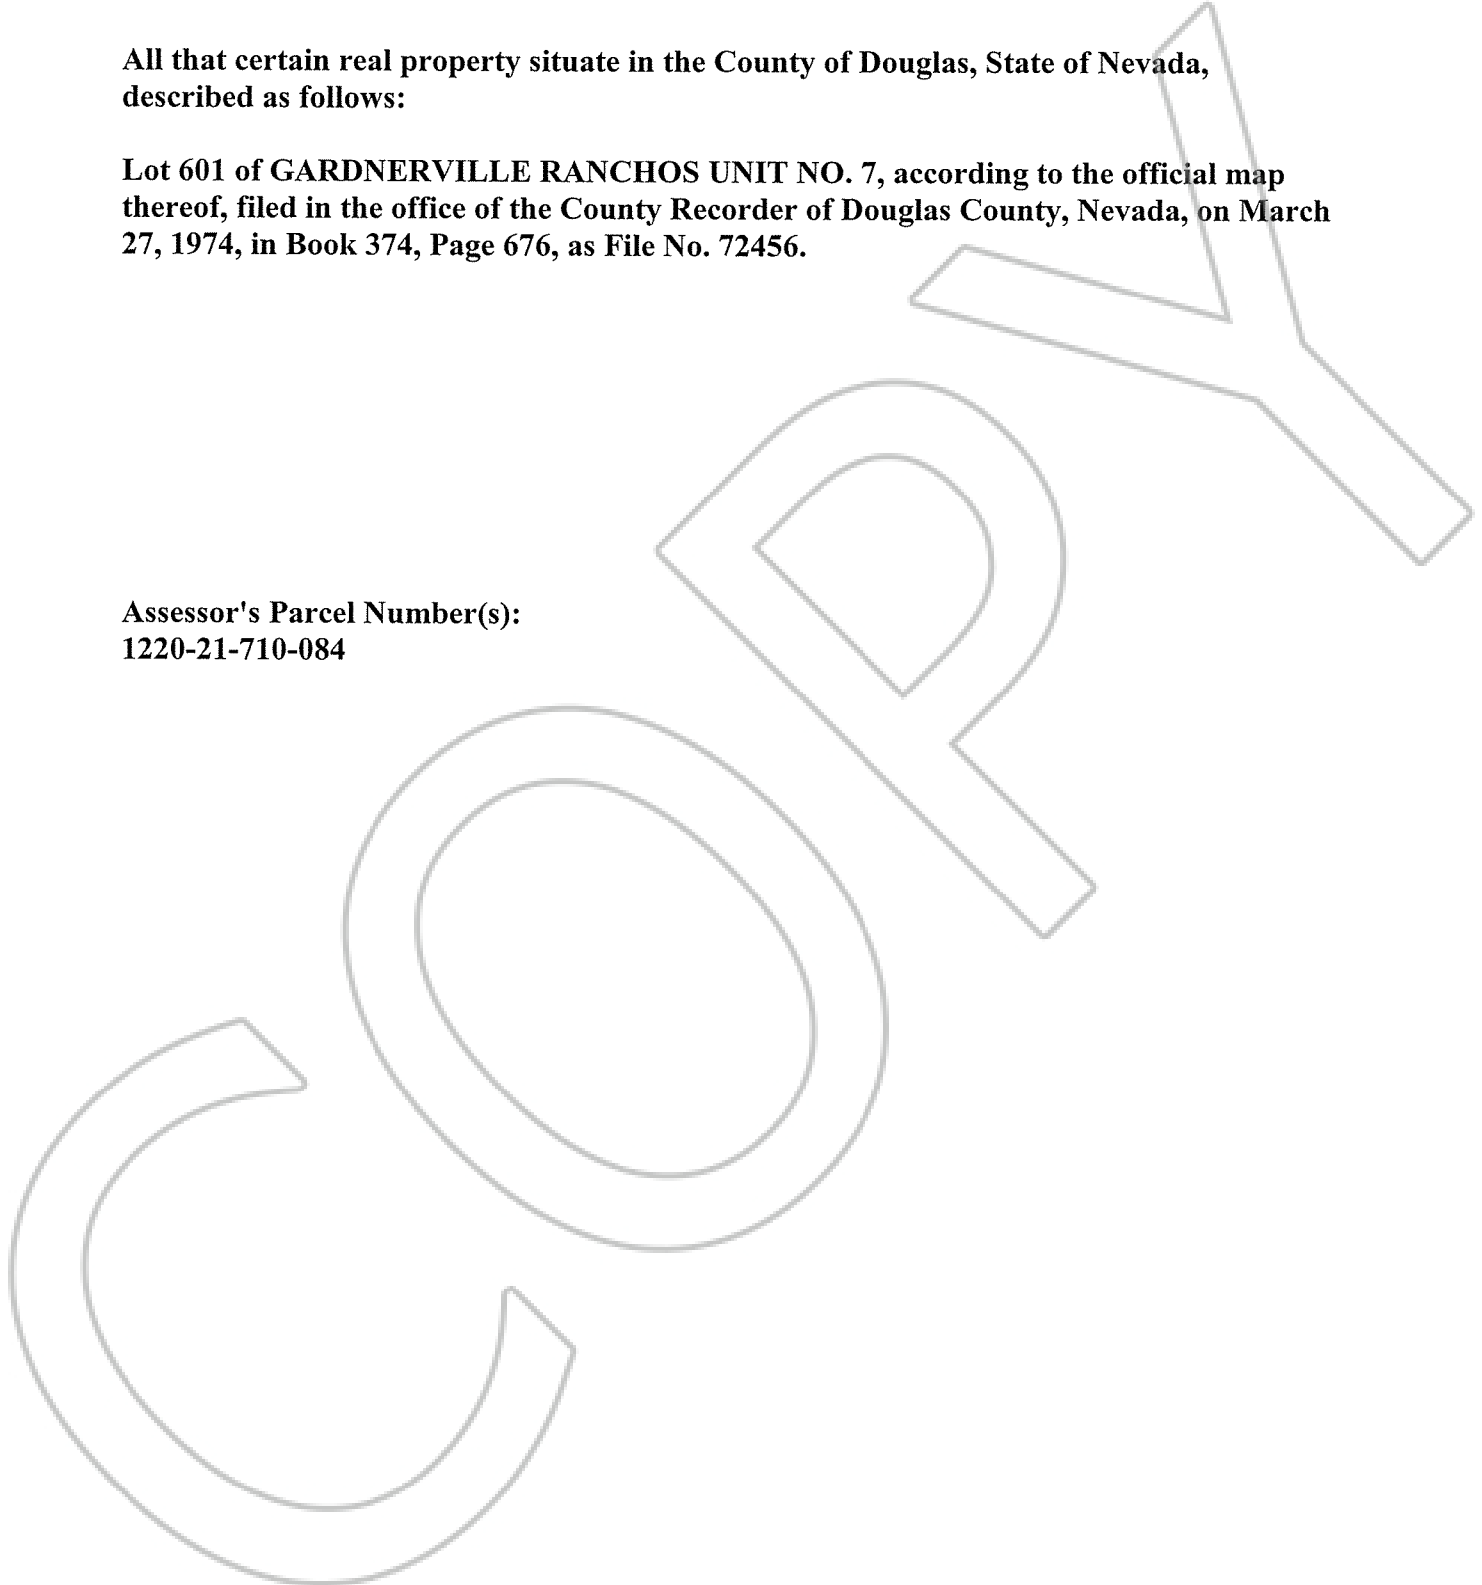 All that certain real property situate in the County of Douglas, State of Nevada,
described as follows:
Lot 601 of GARDNERVILLE RANCHOS UNIT NO. 7, according to the official map
thereof, filed in the office of the County Recorder of Douglas County, Nevada, on March
27, 1974, in Book 374, Page 676, as File No. 72456.
Assessor's Parcel Number(s):
1220-21-710-084
COPY